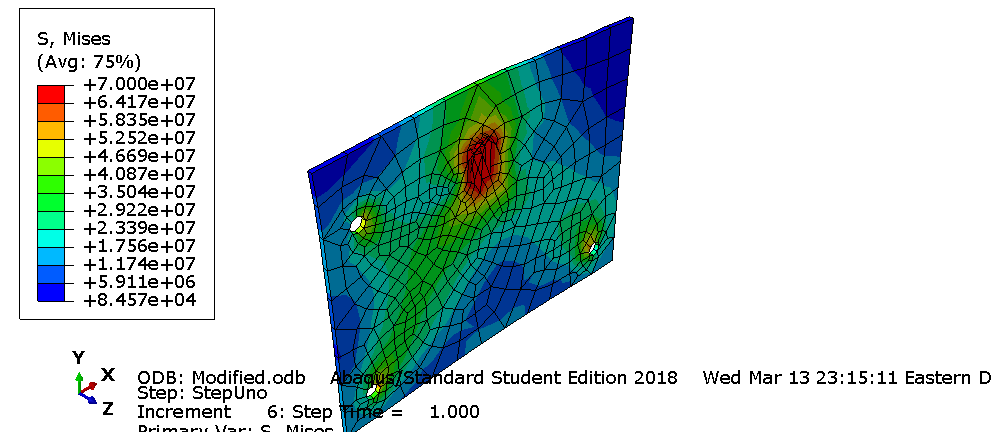 S, Mises
(Avg: 75%)
+7.000e+07
+6.417e+07
+5.835e+07
+5.252e+07
+4.669e+07
+4.087e+07
+3.504e+07
+2.922e+07
+2.339e+07
+1.756e+07
+1.174e+07
+5.911e+06
+8.457e+04
Y
X
Z
ODB: Modified.odb Abaqus/Standard Student Edition 2018 Wed Mar 13 23:15:11 Eastern D
Step: StepUno
Increment 6: Step Time = 1.000
Primary Var: S, Mises